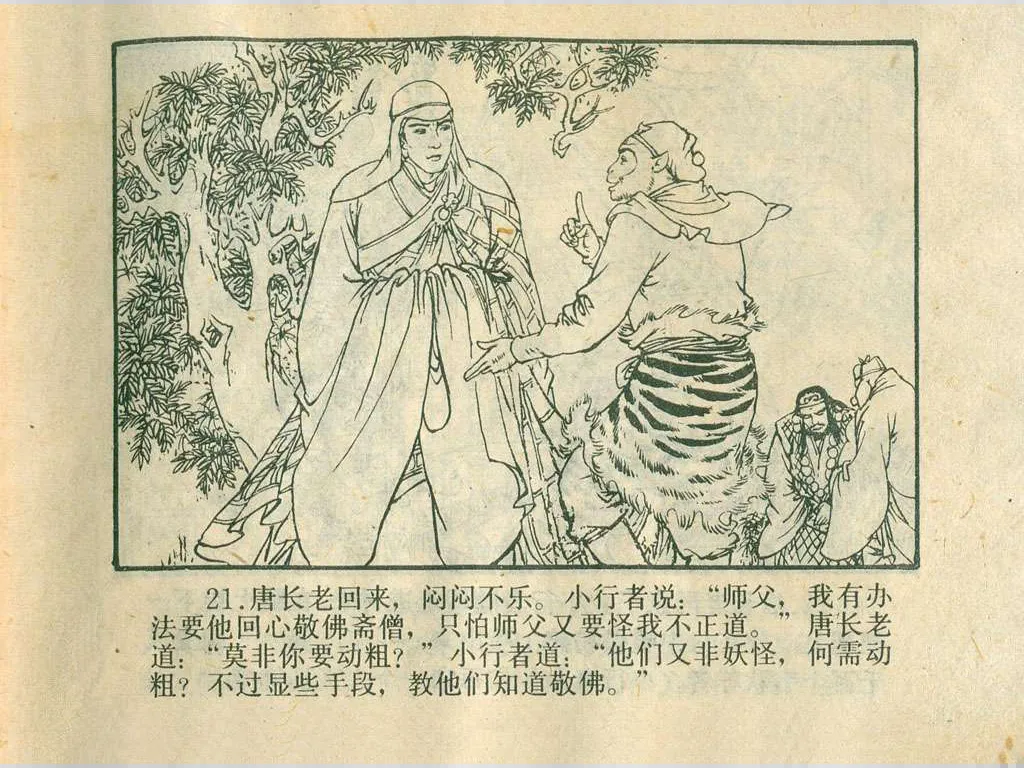 21.唐长老回来，闷闷不乐。小行者说：“师父，我有办
法要他回心敬佛斋僧，只怕师父又要怪我不正道。”唐长老
道：“莫非你要动粗？”小行者道：“他们又非妖怪，何需动
粗？不过显些手段，教他们知道敬佛。”